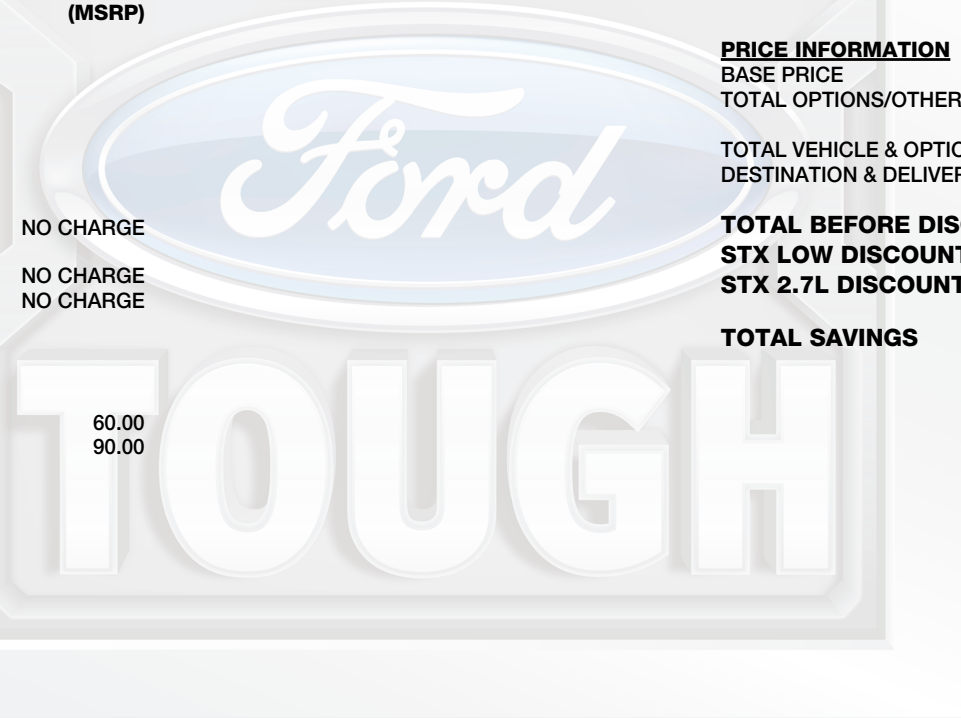 (MSRP)
NO CHARGE
NO CHARGE
NO CHARGE
60.00
90.00
PRICE INFORMATION
BASE PRICE
TOTAL OPTIONS/OTHER
TOTAL VEHICLE & OPTIO
DESTINATION & DELIVER
TOTAL BEFORE DIS
STX LOW DISCOUNT
STX 2.7L DISCOUNT
TOTAL SAVINGS
Ford
TOUGH